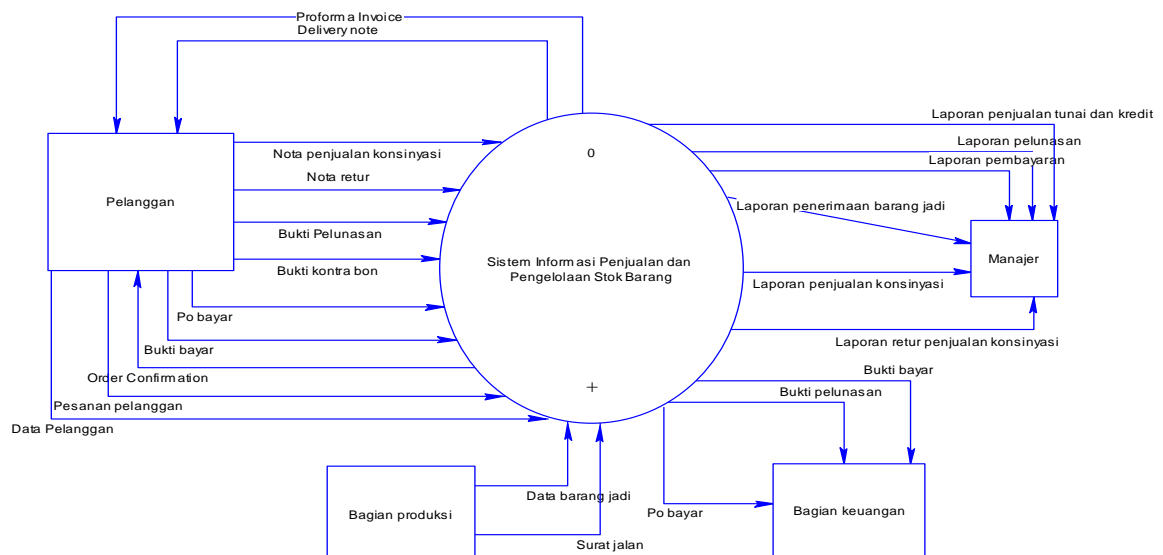 Proforma Invoice
Delivery note
Laporan penjualan tunai dan kredit
Laporan pelunasan
Laporan pembayaran
Nota penjualan konsinyasi
0
Nota retur
Pelanggan
Laporan penerimaan barang jadi
Bukti Pelunasan
Bukti kontra bon
Sistem Informasi Penjualan dan
Pengelolaan Stok Barang
Manajer
Laporan penjualan konsinyasi
Po bayar
Bukti bayar
Laporan retur penjualan konsinyasi
Order Confirmation
Bukti bayar
+
Bukti pelunasan
Pesanan pelanggan
Data Pelanggan
Data barang jadi
Bagian produksi
Po bayar
Bagian keuangan
Surat jalan